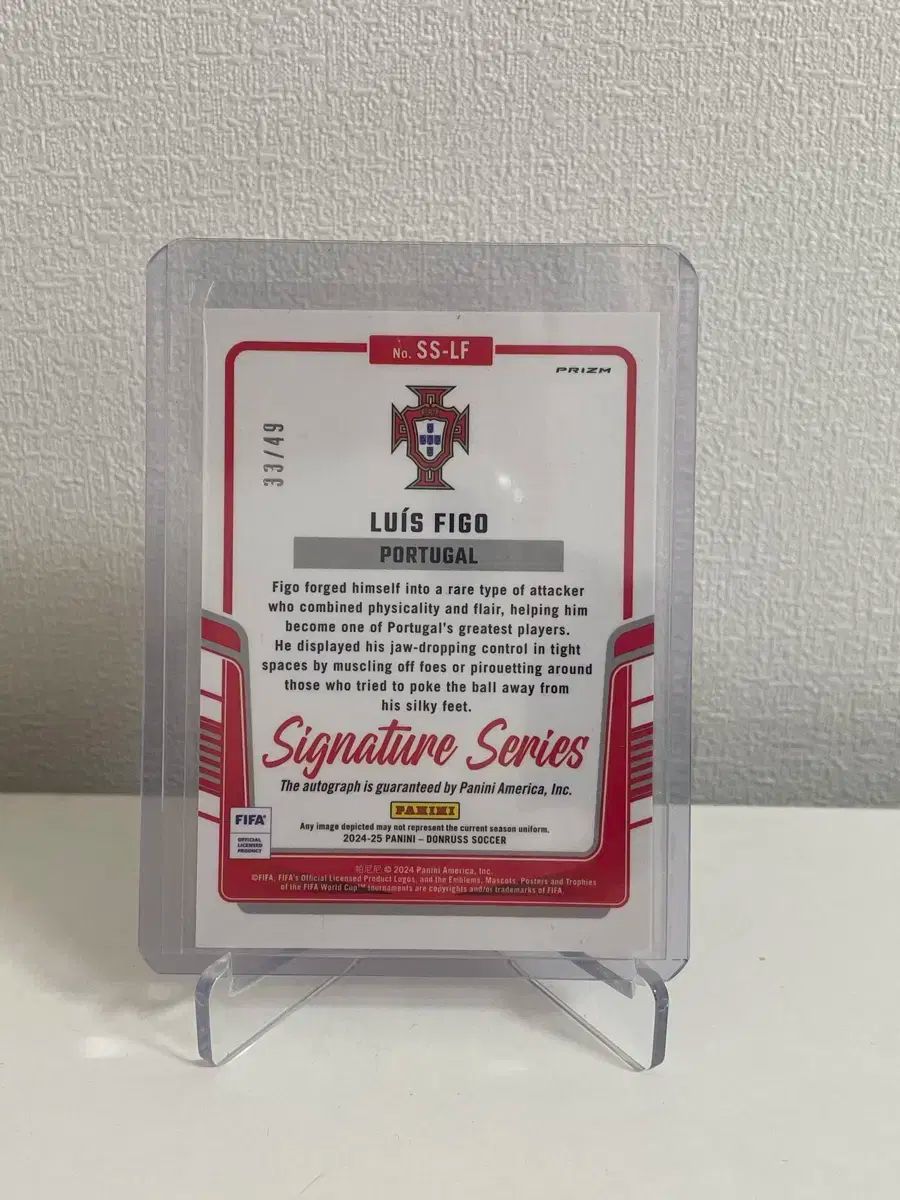 No. SS-LF
PRIZM
33/49
LUÍS FIGO
PORTUGAL
Figo forged himself into a rare type of attacker
who combined physicality and flair, helping him
become one of Portugal's greatest players.
He displayed his jaw-dropping control in tight
spaces by muscling off foes or pirouetting around
those who tried to poke the ball away from
his silky feet.
Signature Series
The autograph is guaranteed by Panini America, Inc.
PANINI
FIFA®
OFFICIAL
LICENSED
PRODUCT
Any image depicted may not represent the current season uniform.
2024-25 PANINI – DONRUSS SOCCER
帕尼尼 © 2024 Panini America, Inc.
©FIFA, FIFA's Official Licensed Product Logos, and the Emblems, Mascots, Posters and Trophies
of the FIFA World Cup™ tournaments are copyrights and/or trademarks of FIFA.